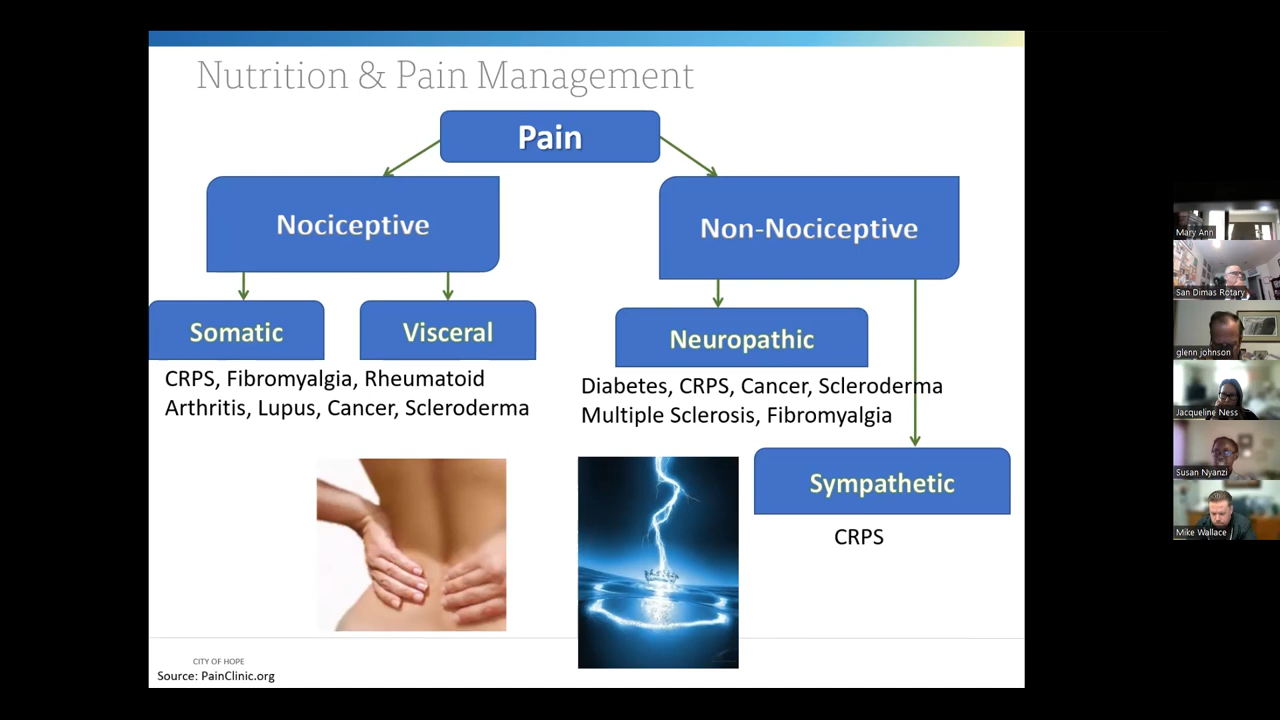 Nutrition & Pain Management
Pain
Nociceptive
Non-Nociceptive
Somatic
Visceral
Neuropathic
CRPS, Fibromyalgia, Rheumatoid
Arthritis, Lupus, Cancer, Scleroderma
Diabetes, CRPS, Cancer, Scleroderma
Multiple Sclerosis, Fibromyalgia
Sympathetic
CRPS
CITY OF HOPE
Source: PainClinic.org
Mary Ann
San Dimas Rotary
glenn johnson
Jacqueline Ness
Susan Nyanzi
Mike Wallace